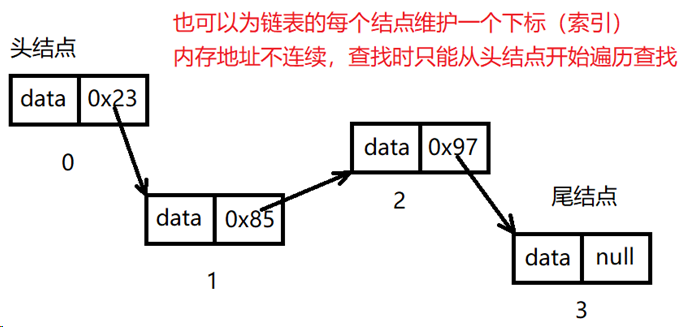 也可以为链表的每个结点维护一个下标（索引）
内存地址不连续，查找时只能从头结点开始遍历查找
头结点
data 0x23
0
data 0x85
1
data 0x97
2
尾结点
data null
3